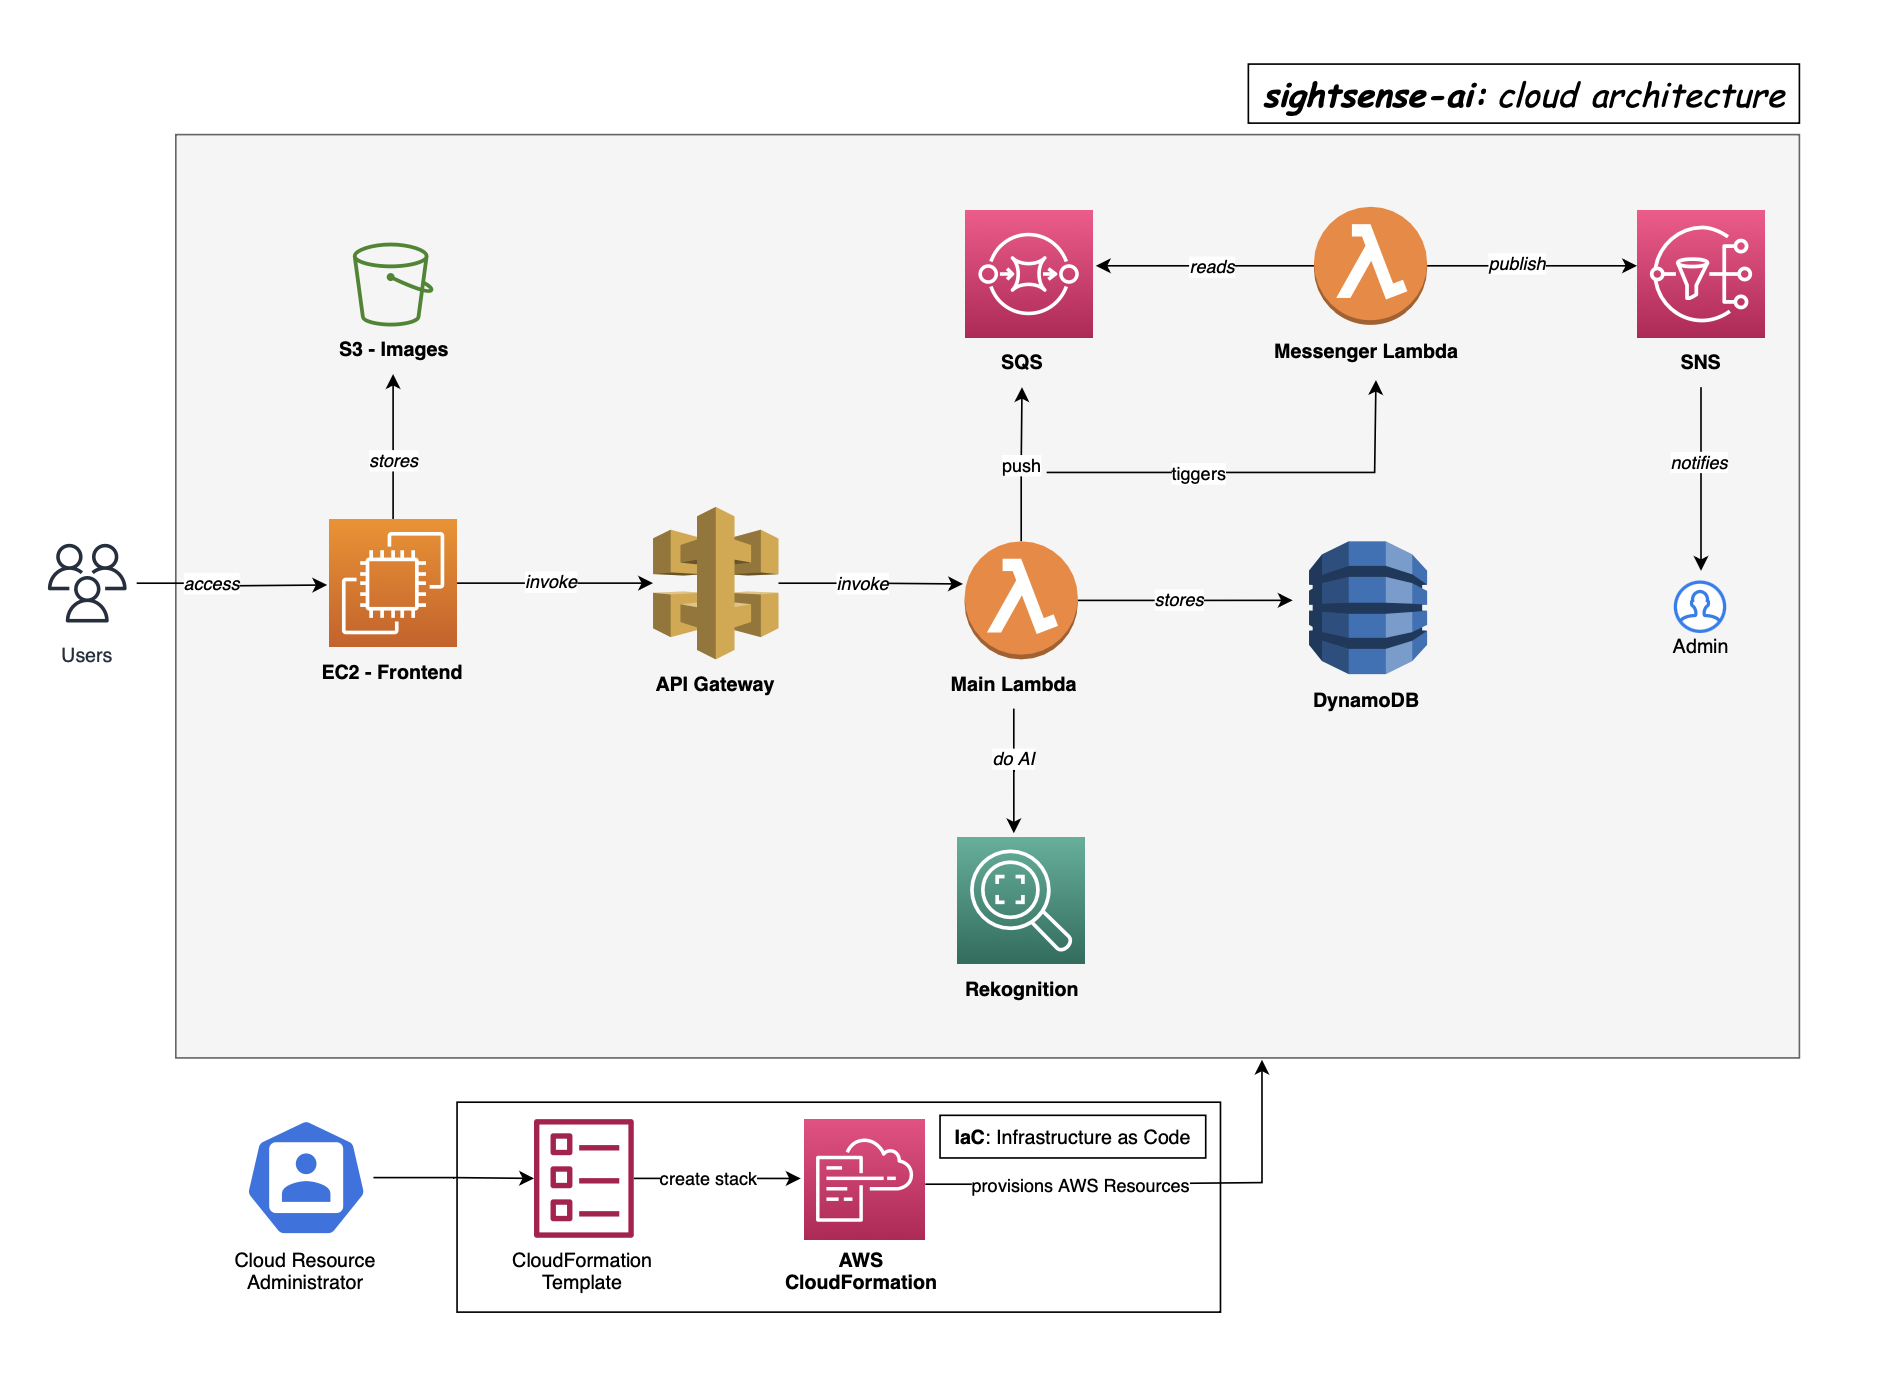 sightsense-ai: cloud architecture
S3 - Images
SQS
reads
Messenger Lambda
publish
SNS
stores
push
tiggers
notifies
Users
access
EC2 - Frontend
invoke
API Gateway
invoke
Main Lambda
stores
DynamoDB
Admin
do AI
Rekognition
Cloud Resource
Administrator
CloudFormation
Template
create stack
AWS
CloudFormation
IaC: Infrastructure as Code
provisions AWS Resources